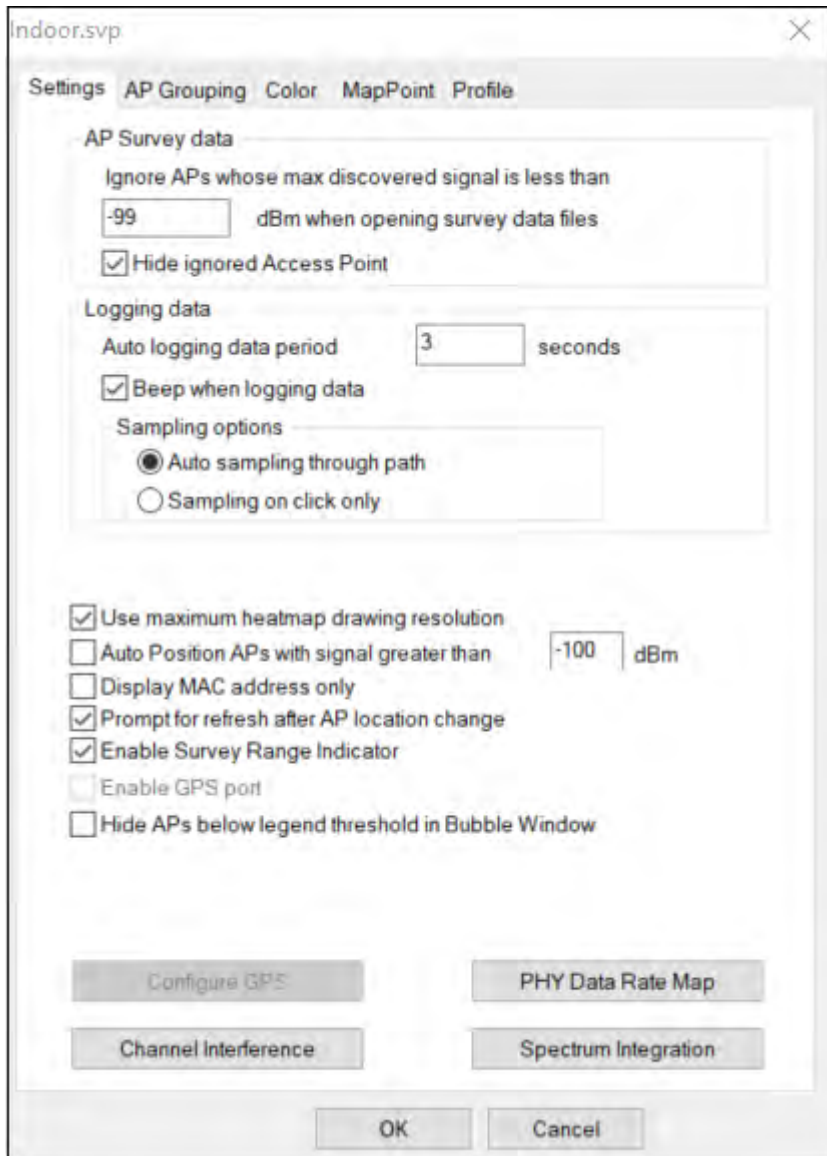 Indoor.svp
Settings AP Grouping Color MapPoint Profile
AP Survey data
Ignore APs whose max discovered signal is less than
-99 dBm when opening survey data files
Hide ignored Access Point
Logging data
Auto logging data period 3 seconds
Beep when logging data
Sampling options
Auto sampling through path
Sampling on click only
Use maximum heatmap drawing resolution
Auto Position APs with signal greater than -100 dBm
Display MAC address only
Prompt for refresh after AP location change
Enable Survey Range Indicator
Enable GPS port
Hide APs below legend threshold in Bubble Window
Configure GPS PHY Data Rate Map
Channel Interference Spectrum Integration
OK Cancel